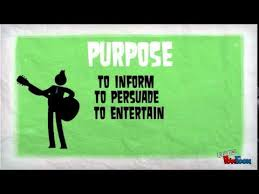 PURPOSE
TO INFORM
TO PERSUADE
TO ENTERTAIN